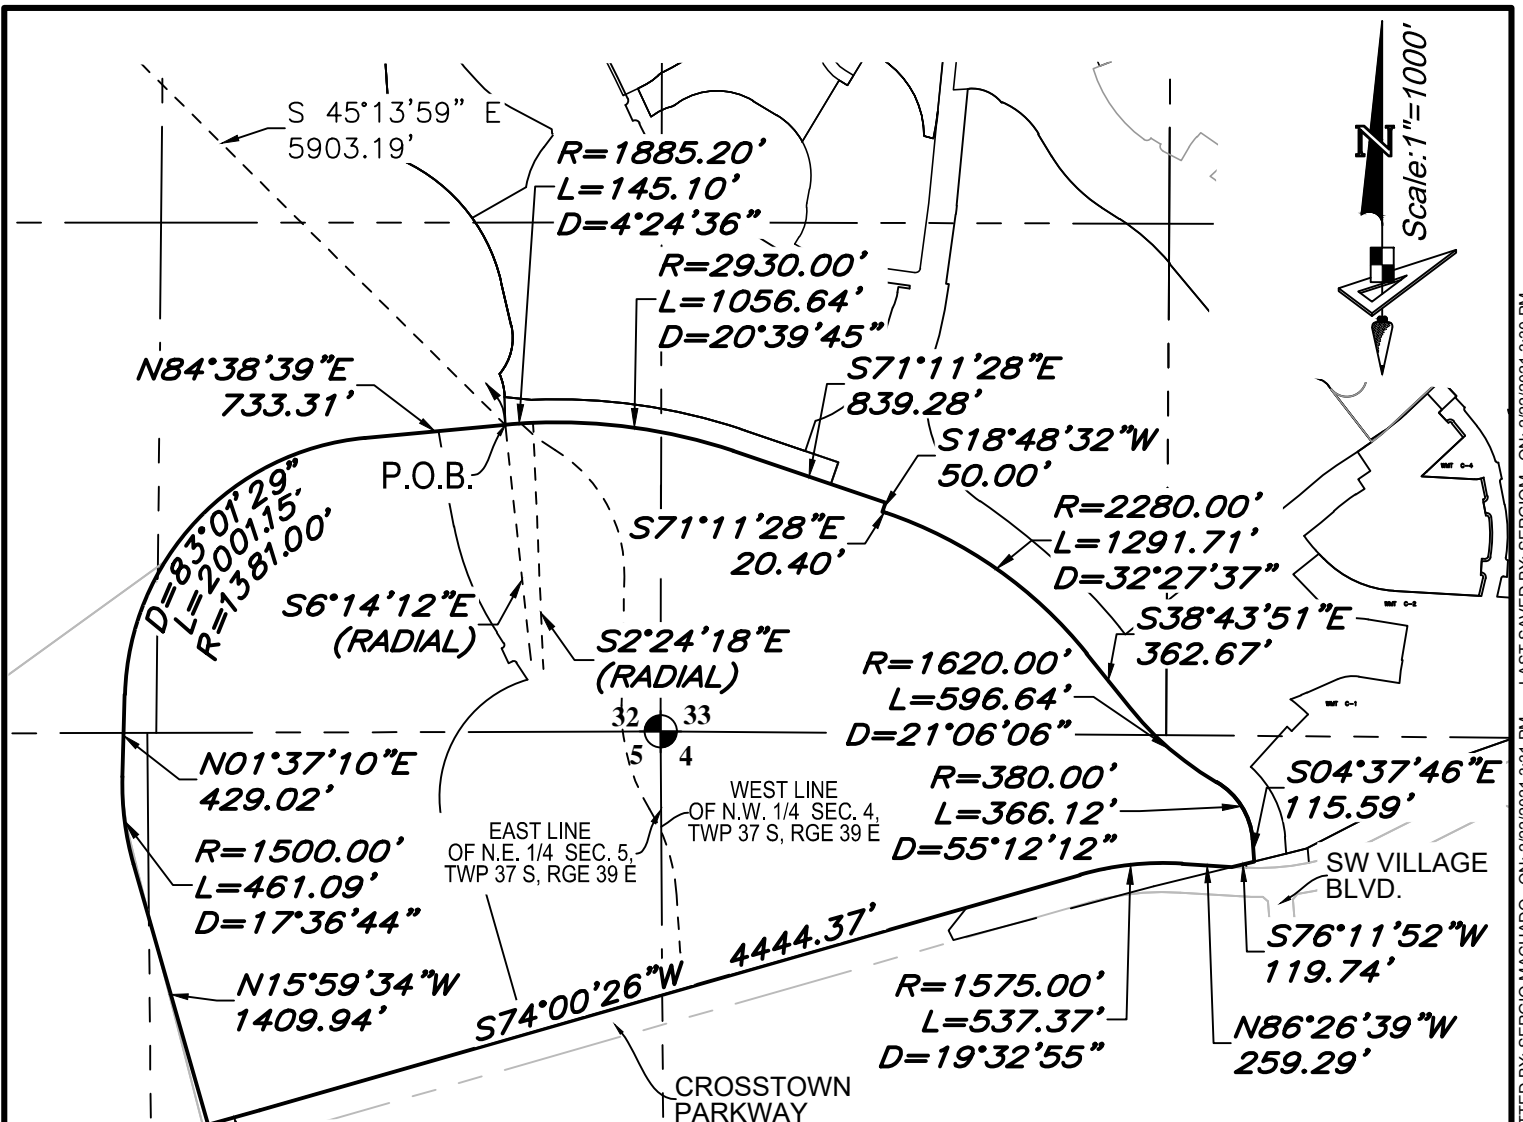 S 45°13'59" E
5903.19'
R=1885.20'
L=145.10'
D=4°24'36"
R=2930.00'
L=1056.64'
D=20°39'45"
N
Scale:1"=1000'
N84°38'39"E
733.31'
S71°11'28"E
839.28'
S18°48'32"W
50.00'
P.O.B.
D=83°01'29"
L=2001.15'
R=1381.00'
S71°11'28"E
20.40'
R=2280.00'
L=1291.71'
D=32°27'37"
S6°14'12"E
(RADIAL)
S2°24'18"E
(RADIAL)
S38°43'51"E
362.67'
R=1620.00'
L=596.64'
D=21°06'06"
32 33
5 4
WMT C-4
WMT C-2
WMT C-1
N01°37'10"E
429.02'
WEST LINE
OF N.W. 1/4 SEC. 4,
TWP 37 S, RGE 39 E
EAST LINE
OF N.E. 1/4 SEC. 5,
TWP 37 S, RGE 39 E
R=380.00'
L=366.12'
D=55°12'12"
S04°37'46"E
115.59'
R=1500.00'
L=461.09'
D=17°36'44"
SW VILLAGE
BLVD.
S76°11'52"W
119.74'
N15°59'34"W
1409.94'
S74°00'26"W 4444.37'
R=1575.00'
L=537.37'
D=19°32'55"
N86°26'39"W
259.29'
CROSSTOWN
PARKWAY